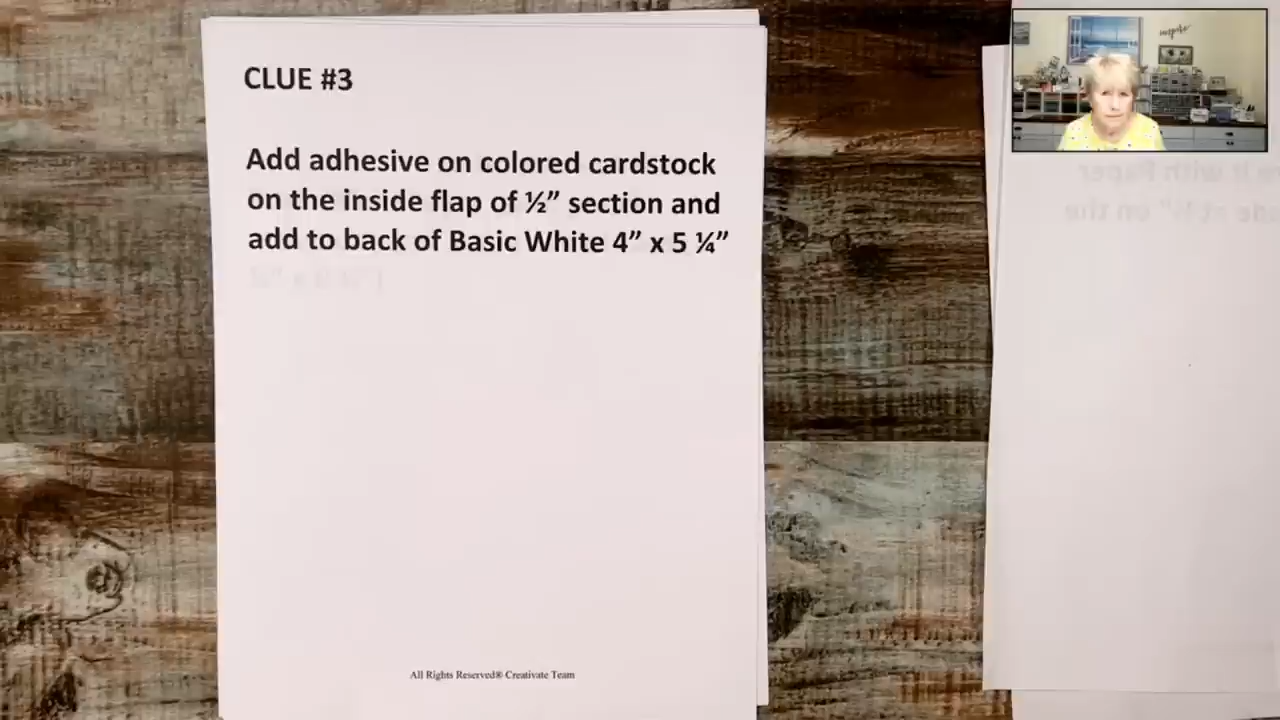 CLUE #3
Add adhesive on colored cardstock
on the inside flap of ½” section and
add to back of Basic White 4” x 5 ¼”
All Rights Reserved® Creativate Team
inspire